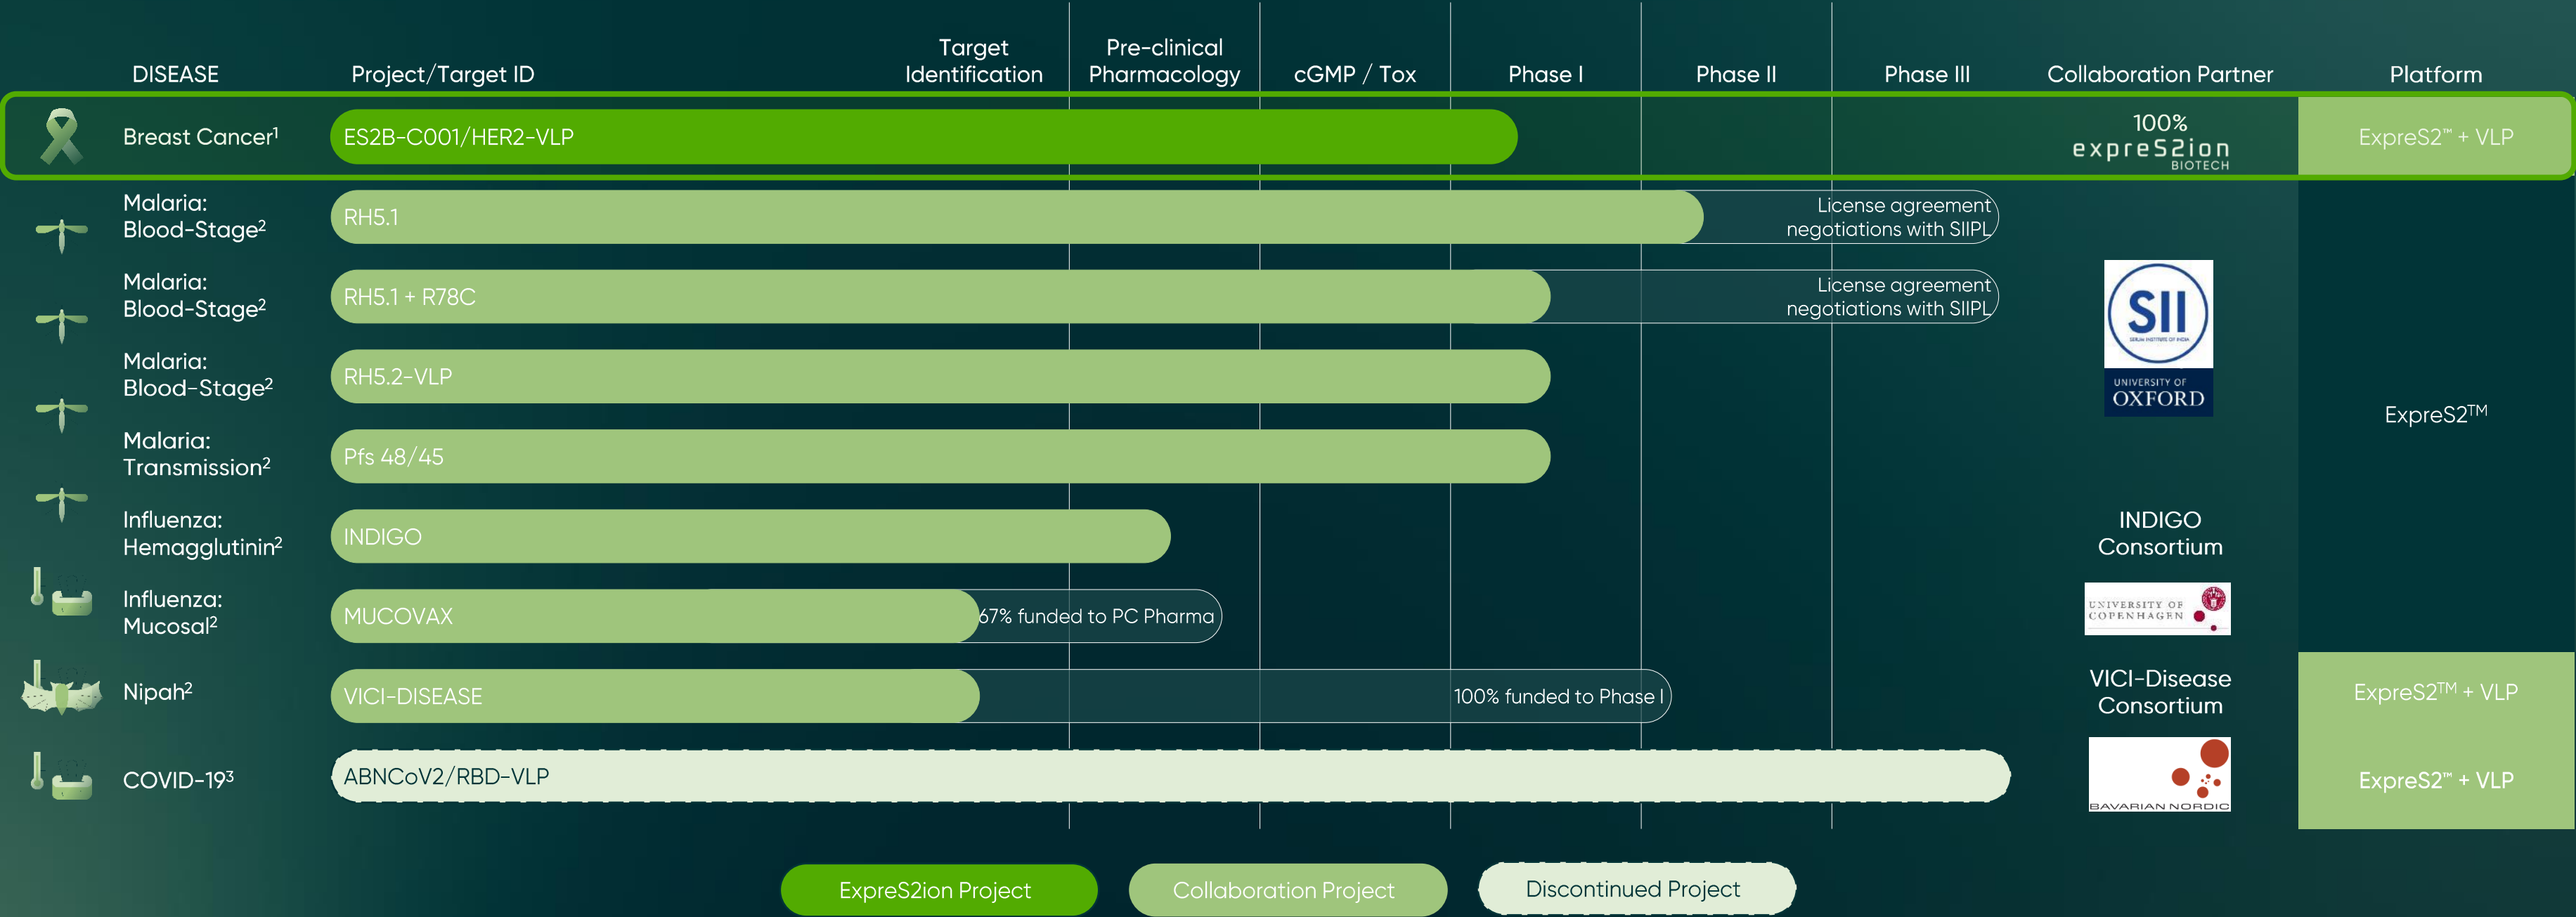 DISEASE
Project/Target ID
Target
Identification
Pre-clinical
Pharmacology
cGMP / Tox
Phase I
Phase II
Phase III
Collaboration Partner
Platform
Breast Cancer¹
ES2B-C001/HER2-VLP
100%
expreS2ion
BIOTECH
ExpreS2™ + VLP
Malaria:
Blood-Stage²
RH5.1
License agreement
negotiations with SIIPL
Malaria:
Blood-Stage²
RH5.1 + R78C
License agreement
negotiations with SIIPL
SII
SERUM INSTITUTE OF INDIA
Malaria:
Blood-Stage²
RH5.2-VLP
UNIVERSITY OF
OXFORD
ExpreS2™
Malaria:
Transmission²
Pfs 48/45
Influenza:
Hemagglutinin²
INDIGO
INDIGO
Consortium
Influenza:
Mucosal²
MUCOVAX
67% funded to PC Pharma
UNIVERSITY OF
COPENHAGEN
Nipah²
VICI-DISEASE
100% funded to Phase I
VICI-Disease
Consortium
ExpreS2™ + VLP
COVID-19³
ABNCoV2/RBD-VLP
BAVARIAN NORDIC
ExpreS2™ + VLP
ExpreS2ion Project
Collaboration Project
Discontinued Project